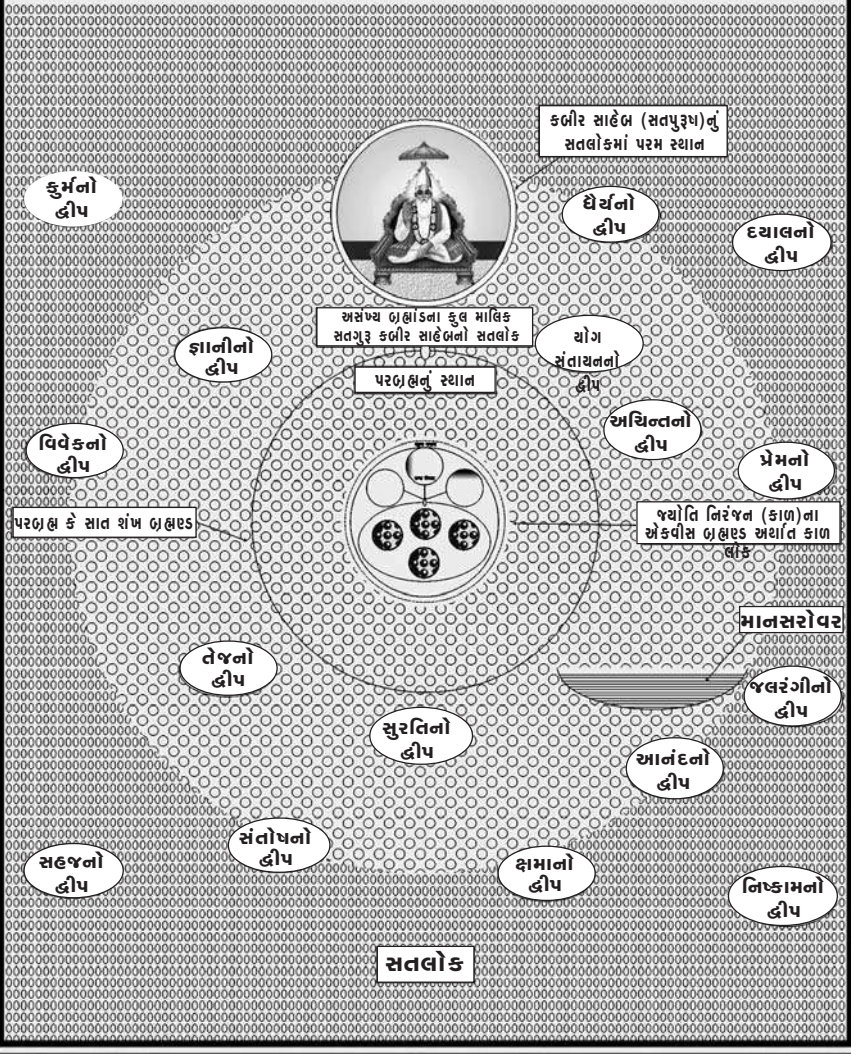 કબીર સાહેબ (સતપુરૂષ)નું
સતલોકમાં પરમ સ્થાન
કુર્મનો
દ્વીપ
ધૈર્યનો
દ્વીપ
દયાલનો
દ્વીપ
અસંખ્ય બ્રહ્માંડના કુલ માલિક
સતગુરૂ કબીર સાહેબનો સતલોક
જ્ઞાનીનો
દ્વીપ
યોગ
સંતાયનનો
દ્વીપ
પરબ્રહ્મનું સ્થાન
અચિન્તનો
દ્વીપ
વિવેકનો
દ્વીપ
પ્રેમનો
દ્વીપ
પરબ્રહ્મ કે સાત શંખ બ્રહ્મણ્ડ
જ્યોતિ નિરંજન (કાળ)ના
એકવીસ બ્રહ્મણ્ડ અર્થાત કાળ
લોક
માનસરોવર
તેજનો
દ્વીપ
જલરંગીનો
દ્વીપ
સુરતિનો
દ્વીપ
આનંદનો
દ્વીપ
સંતોષનો
દ્વીપ
સહજનો
દ્વીપ
ક્ષમાનો
દ્વીપ
નિષ્કામનો
દ્વીપ
સતલોક